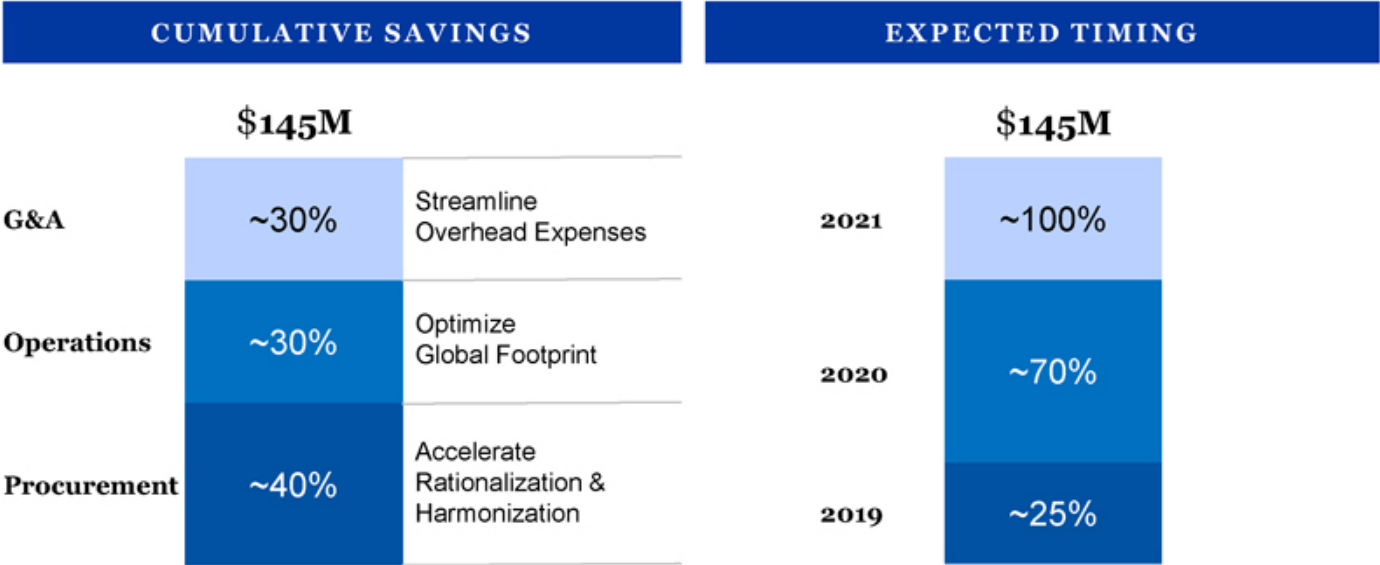 CUMULATIVE SAVINGS
$145M
G&A
~30%
Streamline
Overhead Expenses
Operations
~30%
Optimize
Global Footprint
Procurement
~40%
Accelerate
Rationalization &
Harmonization
EXPECTED TIMING
$145M
2021
~100%
2020
~70%
2019
~25%